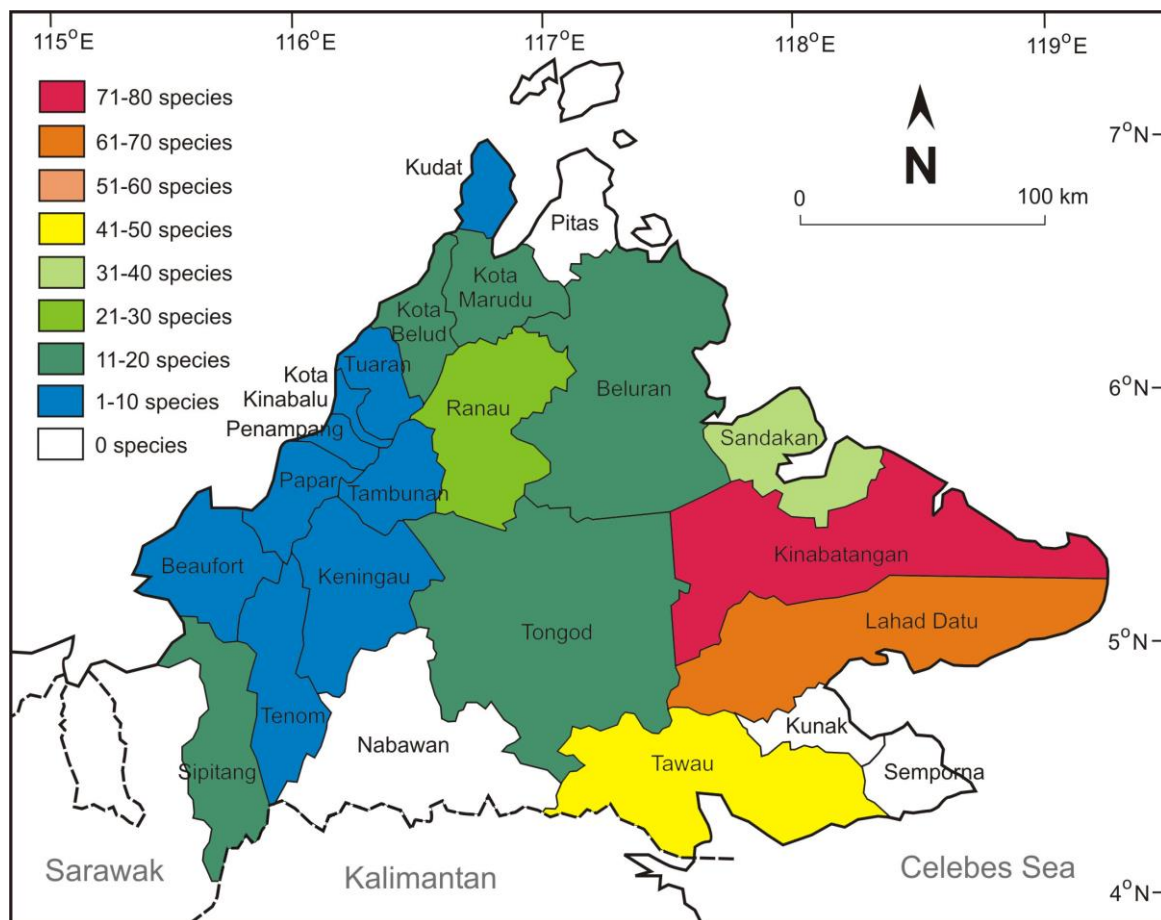 115°E
116°E
117°E
118°E
119°E
71-80 species
61-70 species
51-60 species
41-50 species
31-40 species
21-30 species
11-20 species
1-10 species
0 species
N
0
100 km
7°N
6°N
5°N
4°N
Kudat
Pitas
Kota
Marudu
Kota
Belud
Tuaran
Kota
Kinabalu
Penampang
Ranau
Beluran
Sandakan
Papar
Tambunan
Kinabatangan
Beaufort
Keningau
Lahad Datu
Tongod
Tenom
Nabawan
Kunak
Sipitang
Tawau
Semporna
Sarawak
Kalimantan
Celebes Sea